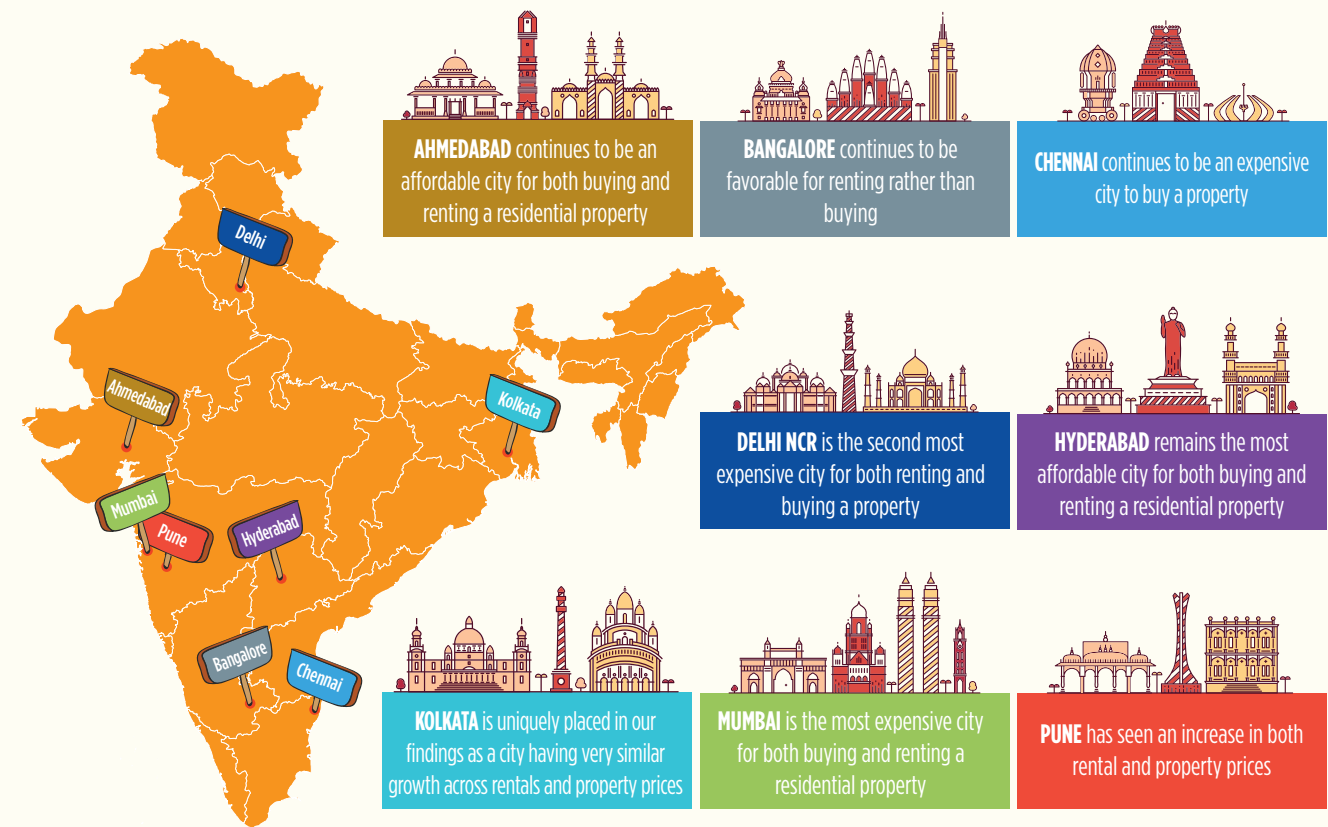 Delhi
Ahmedabad
Kolkata
Mumbai
Pune
Hyderabad
Bangalore
Chennai
AHMEDABAD continues to be an
affordable city for both buying and
renting a residential property
BANGALORE continues to be
favorable for renting rather than
buying
CHENNAI continues to be an expensive
city to buy a property
DELHI NCR is the second most
expensive city for both renting and
buying a property
HYDERABAD remains the most
affordable city for both buying and
renting a residential property
KOLKATA is uniquely placed in our
findings as a city having very similar
growth across rentals and property prices
MUMBAI is the most expensive city
for both buying and renting a
residential property
PUNE has seen an increase in both
rental and property prices